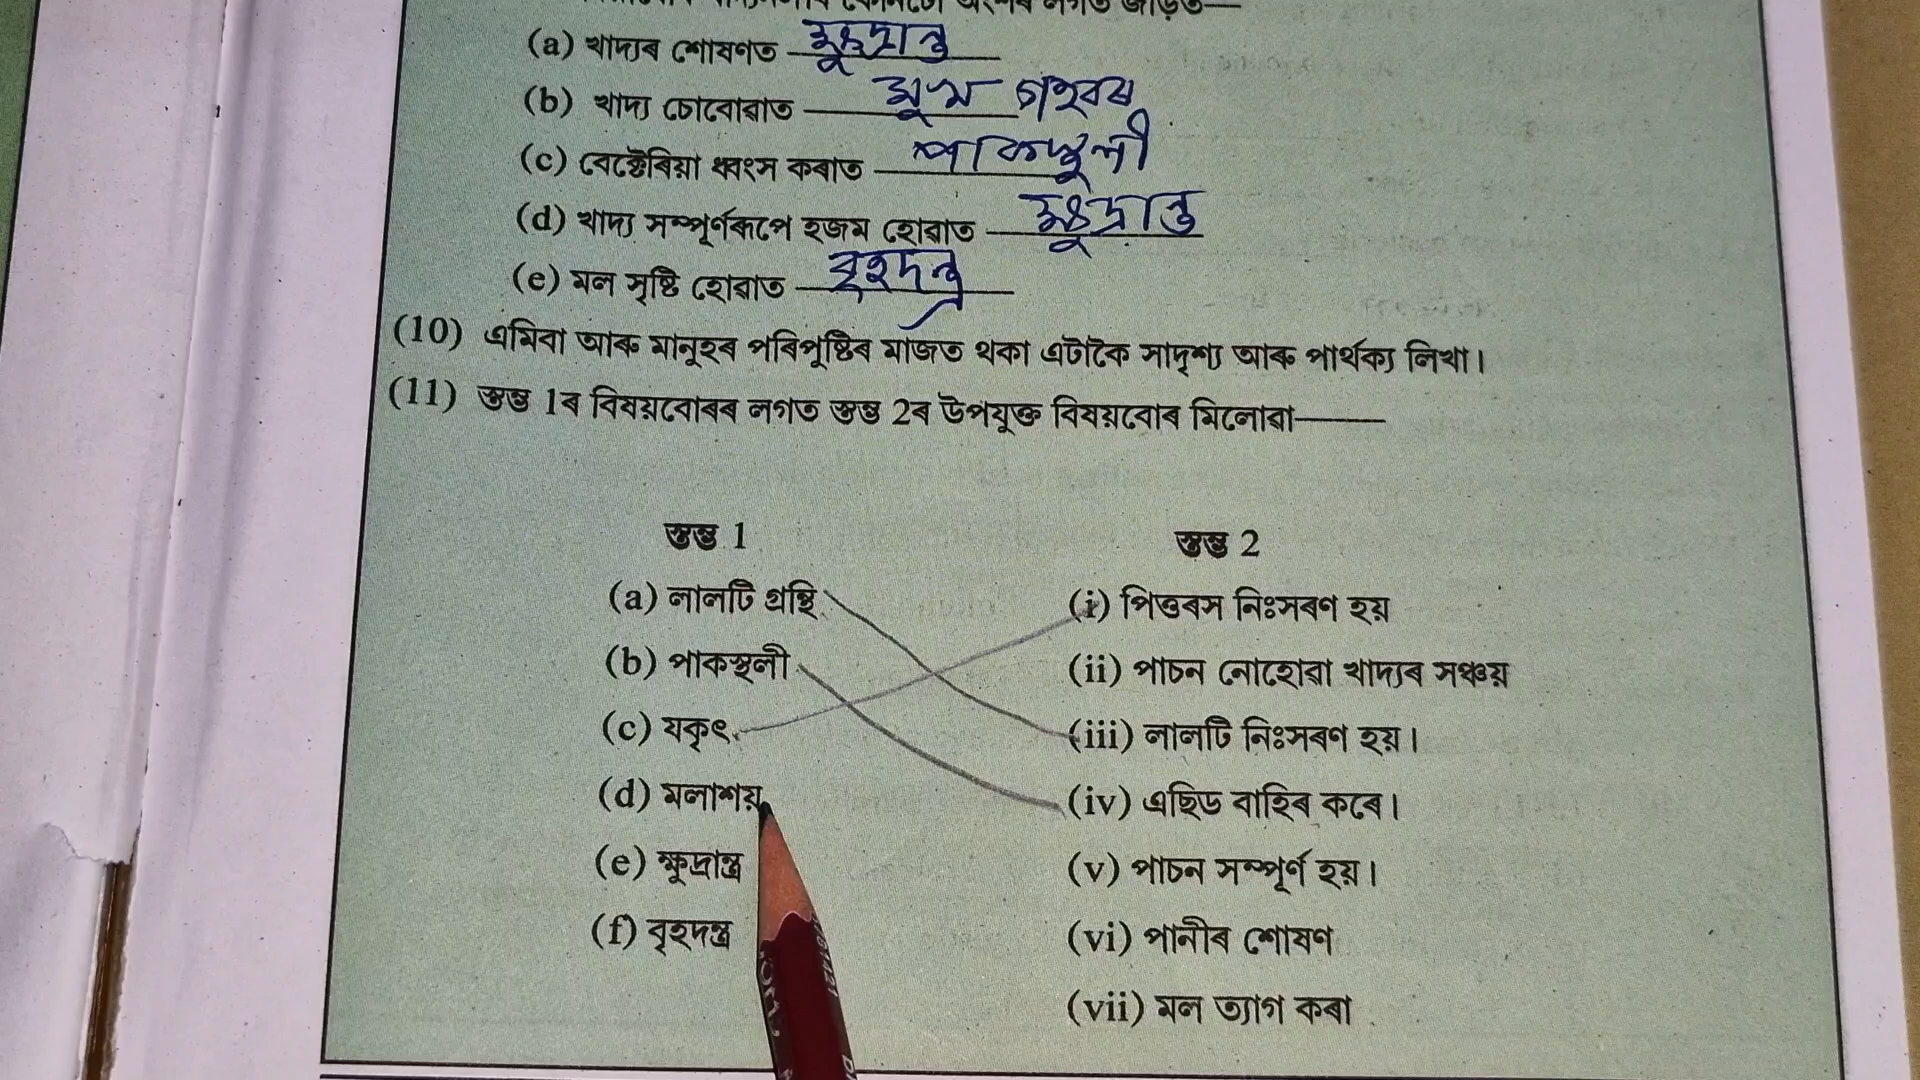 (a) খাদ্যৰ শোষণত ক্ষুদ্ৰান্ত্ৰ
(b) খাদ্য চোবোৱাত মুখ গহবৰ
(c) বেক্টেৰিয়া ধ্বংস কৰাত পাকস্থলী
(d) খাদ্য সম্পূৰ্ণৰূপে হজম হোৱাত ক্ষুদ্ৰান্ত্ৰ
(e) মল সৃষ্টি হোৱাত বৃহদন্ত্ৰ
(10) এমিবা আৰু মানুহৰ পৰিপুষ্টিৰ মাজত থকা এটাকৈ সাদৃশ্য আৰু পাৰ্থক্য লিখা।
(11) স্তম্ভ 1ৰ বিষয়বোৰৰ লগত স্তম্ভ 2ৰ উপযুক্ত বিষয়বোৰ মিলোৱা—
স্তম্ভ 1 স্তম্ভ 2
(a) লালটি গ্ৰন্থি (i) পিত্তৰস নিঃসৰণ হয়
(b) পাকস্থলী (ii) পাচন নোহোৱা খাদ্যৰ সঞ্চয়
(c) যকৃৎ (iii) লালটি নিঃসৰণ হয়।
(d) মলাশয় (iv) এছিড বাহিৰ কৰে।
(e) ক্ষুদ্ৰান্ত্ৰ (v) পাচন সম্পূৰ্ণ হয়।
(f) বৃহদন্ত্ৰ (vi) পানীৰ শোষণ
(vii) মল ত্যাগ কৰা